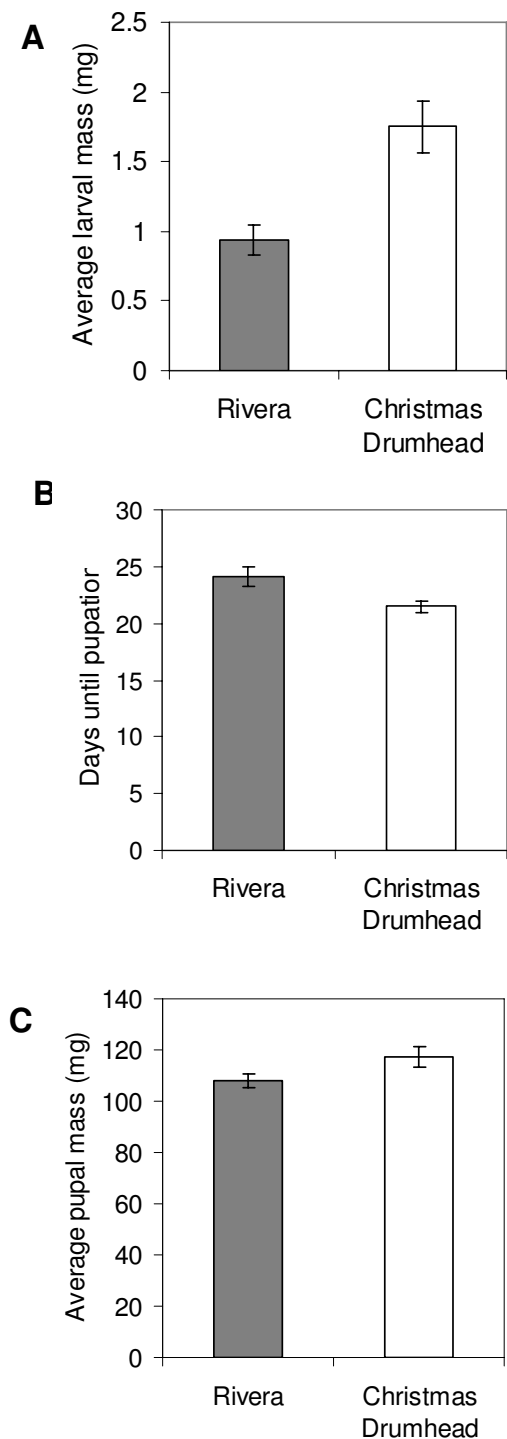 A
Average larval mass (mg)
2.5
2
1.5
1
0.5
0
Rivera
Christmas
Drumhead
B
Days until pupatior
30
25
20
15
10
5
0
Rivera
Christmas
Drumhead
C
Average pupal mass (mg)
140
120
100
80
60
40
20
0
Rivera
Christmas
Drumhead